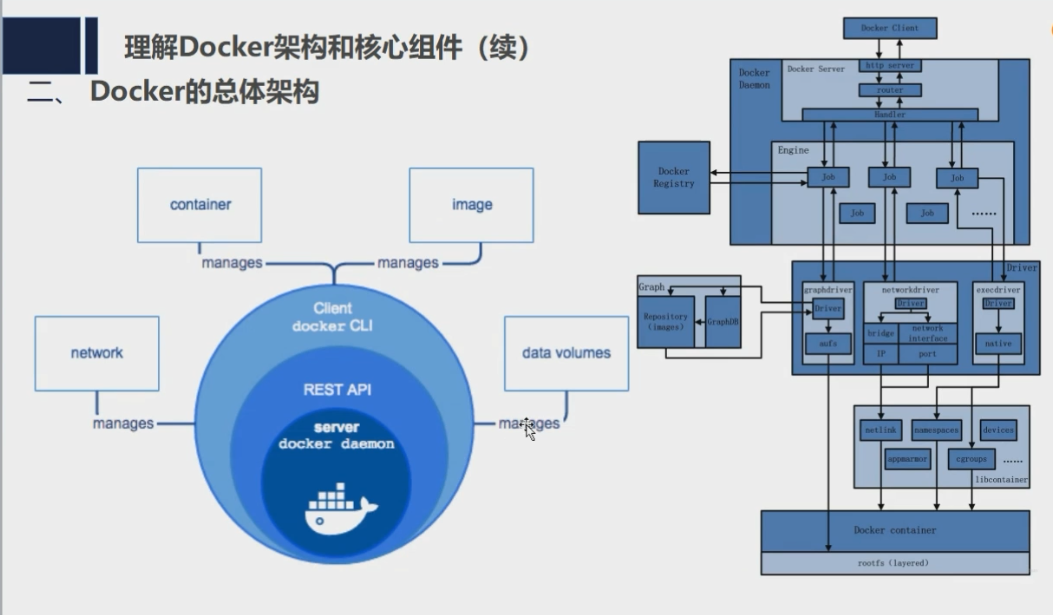 理解Docker架构和核心组件（续）
二、 Docker的总体架构
container
image
manages
manages
network
data volumes
manages
manages
Client
docker CLI
REST API
server
docker daemon
Docker Client
Docker
Daemon
Docker Server
http server
router
Handler
Engine
Docker
Registry
Job
Job
Job
Job
Job
......
Driver
Graph
Repository
(images)
GraphDB
graphdriver
Driver
aufs
networkdriver
Driver
bridge
network
interface
IP
port
execdriver
Driver
native
netlink
namespaces
devices
appmarmor
cgroups
......
libcontainer
Docker container
rootfs (layered)